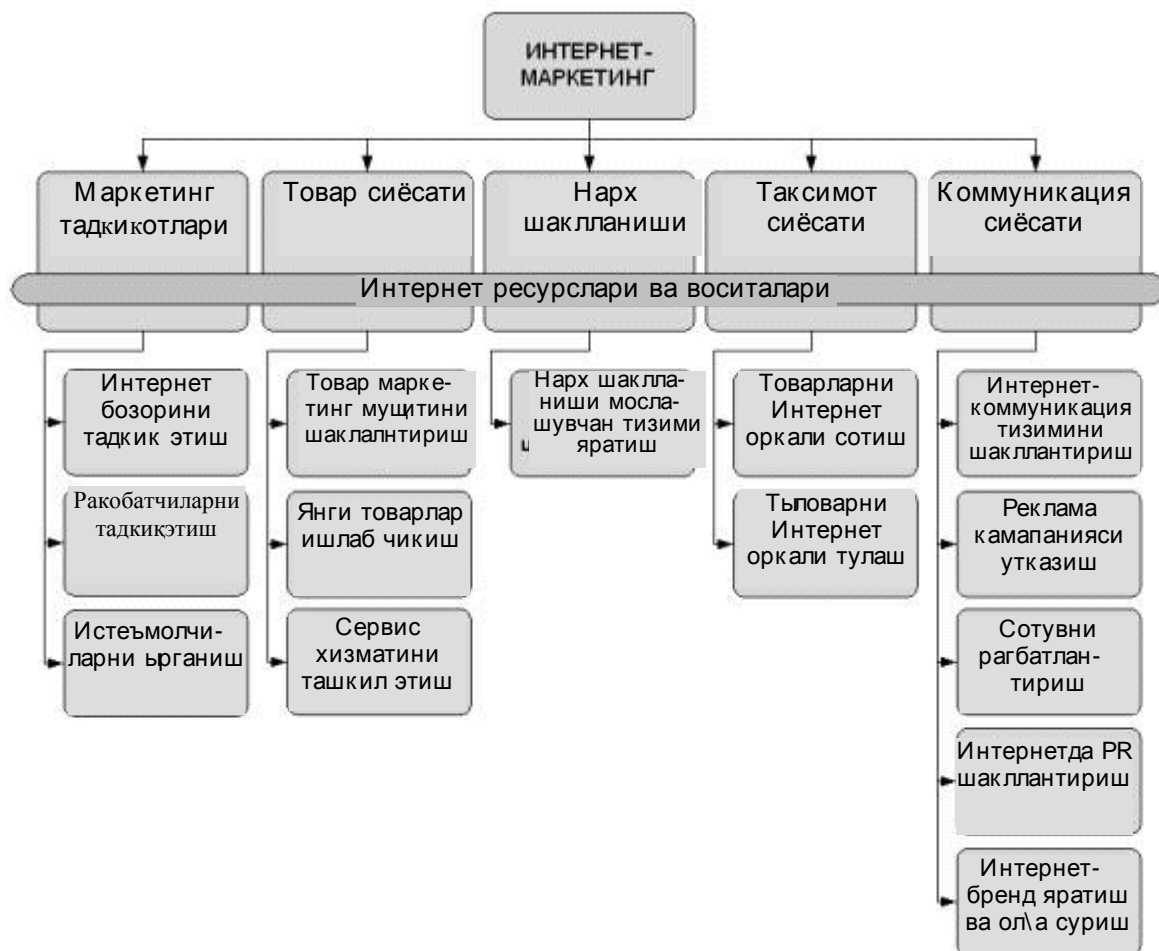 ИНТЕРНЕТ-
МАРКЕТИНГ
Маркетинг
тадкикотлари
Товар сиёсати
Нарх
шаклланиши
Таксимот
сиёсати
Коммуникация
сиёсати
Интернет ресурслари ва воситалари
Интернет
бозорини
тадкик этиш
Ракобатчиларни
тадкиқэтиш
Истеъмолчи-
ларни ырганиш
Товар марке-
тинг мущитини
шаклалнтириш
Янги товарлар
ишлаб чикиш
Сервис
хизматини
ташкил этиш
Нарх шаклла-
ниши мосла-
шувчан тизими
яратиш
Товарларни
Интернет
оркали сотиш
Тыловарни
Интернет
оркали тулаш
Интернет-
коммуникация
тизимини
шакллантириш
Реклама
камапанияси
утказиш
Сотувни
рагбатлан-
тириш
Интернетда PR
шакллантириш
Интернет-
бренд яратиш
ва ол\а суриш